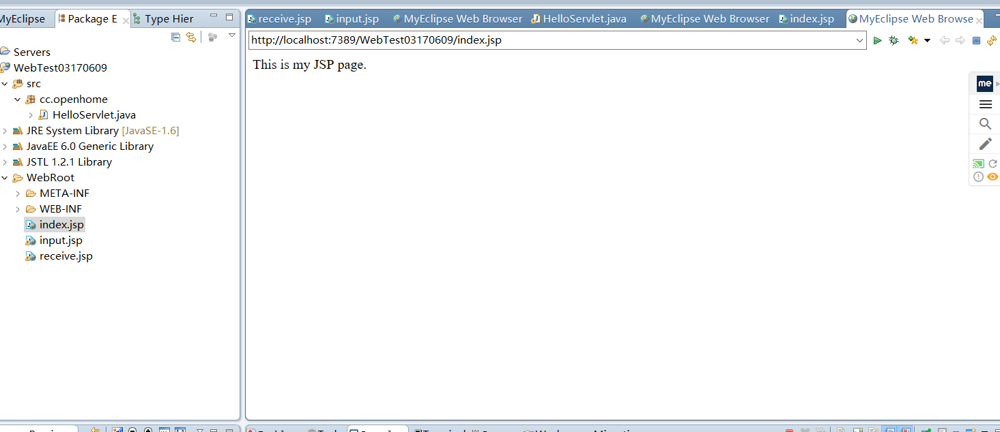 MyEclipse Package E Type Hier
receive.jsp input.jsp MyEclipse Web Browser HelloServlet.java MyEclipse Web Browser index.jsp MyEclipse Web Browse
http://localhost:7389/WebTest03170609/index.jsp
This is my JSP page.
Servers
WebTest03170609
src
cc.openhome
HelloServlet.java
JRE System Library [JavaSE-1.6]
JavaEE 6.0 Generic Library
JSTL 1.2.1 Library
WebRoot
META-INF
WEB-INF
index.jsp
input.jsp
receive.jsp
me